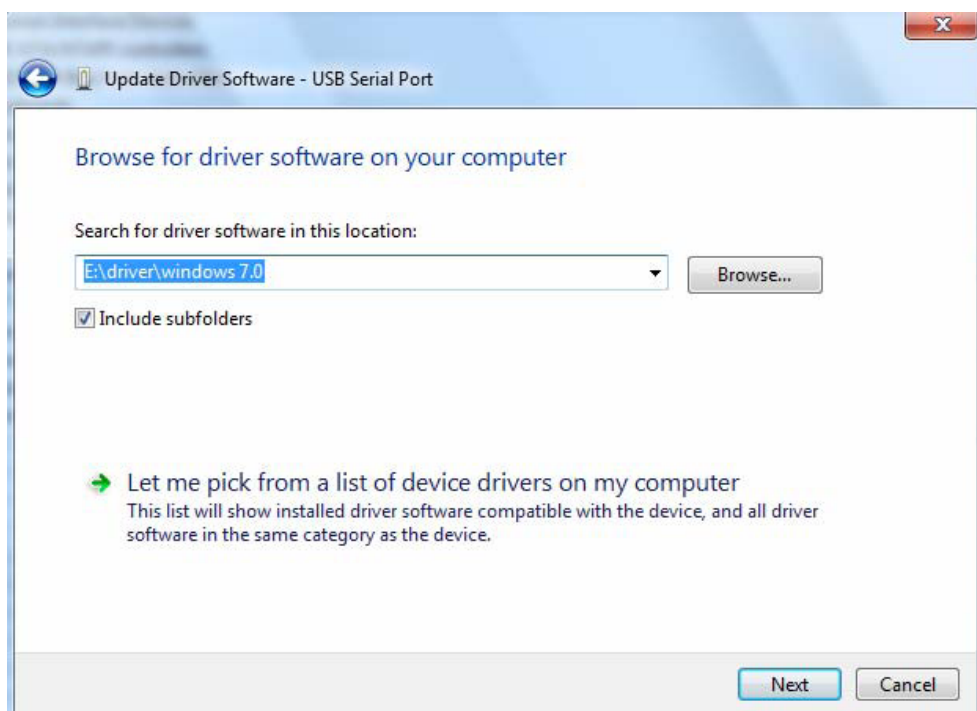 Update Driver Software - USB Serial Port
Browse for driver software on your computer
Search for driver software in this location:
E:\driver\windows 7.0
Browse...
Include subfolders
Let me pick from a list of device drivers on my computer
This list will show installed driver software compatible with the device, and all driver
software in the same category as the device.
Next
Cancel